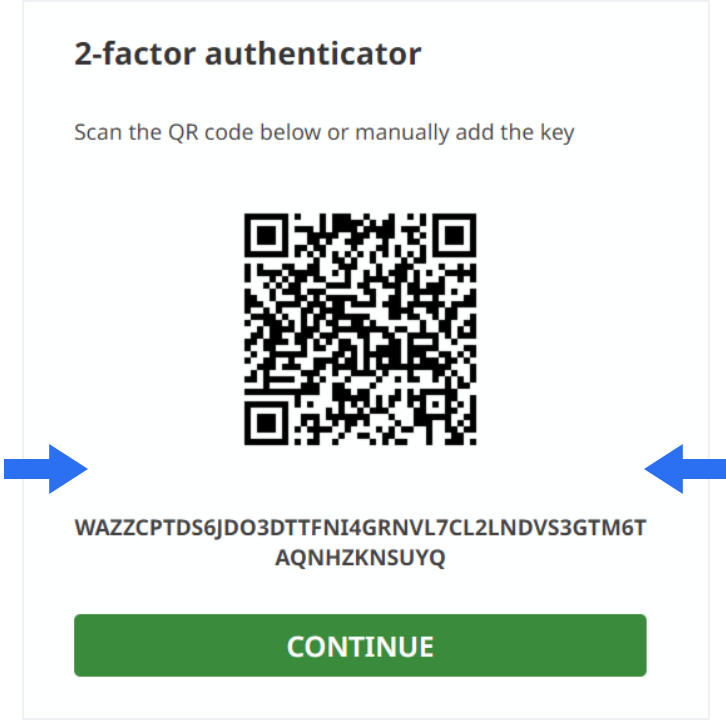 2-factor authenticator
Scan the QR code below or manually add the key
WAZZCPTDS6JDO3DTTFNI4GRNVL7CL2LNDVS3GTM6T
AQNHZKNSUYQ
CONTINUE